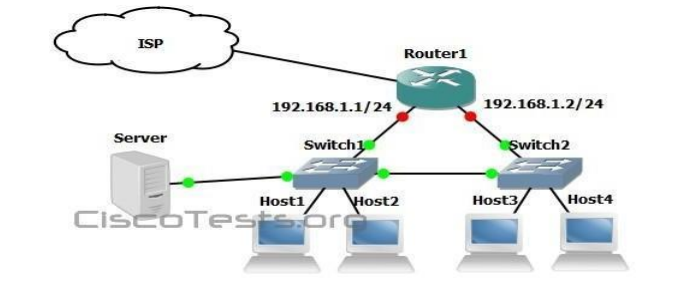 ISP
Router1
192.168.1.1/24
192.168.1.2/24
Server
Switch1
Switch2
Host1
Host2
Host3
Host4
CiscoTests.org